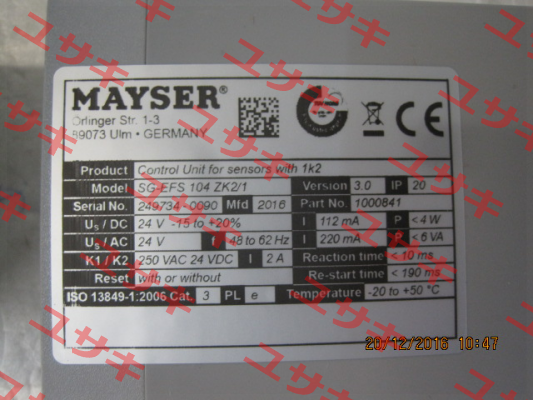 MAYSER®
Örlinger Str. 1-3
89073 Ulm • GERMANY
CE
Product Control Unit for sensors with 1k2
Model SG-EFS 104 ZK2/1 Version 3.0 IP 20
Serial No. 249734-0090 Mfd 2016 Part No. 1000841
US / DC 24 V -15 to +20% I 112 mA P < 4 W
US / AC 24 V f 48 to 62 Hz I 220 mA P < 6 VA
K1 / K2 250 VAC 24 VDC I 2 A Reaction time < 10 ms
Reset with or without Re-start time < 190 ms
ISO 13849-1:2006 Cat. 3 PL e Temperature -20 to +50 °C
20/12/2016 10:47
ユサキ